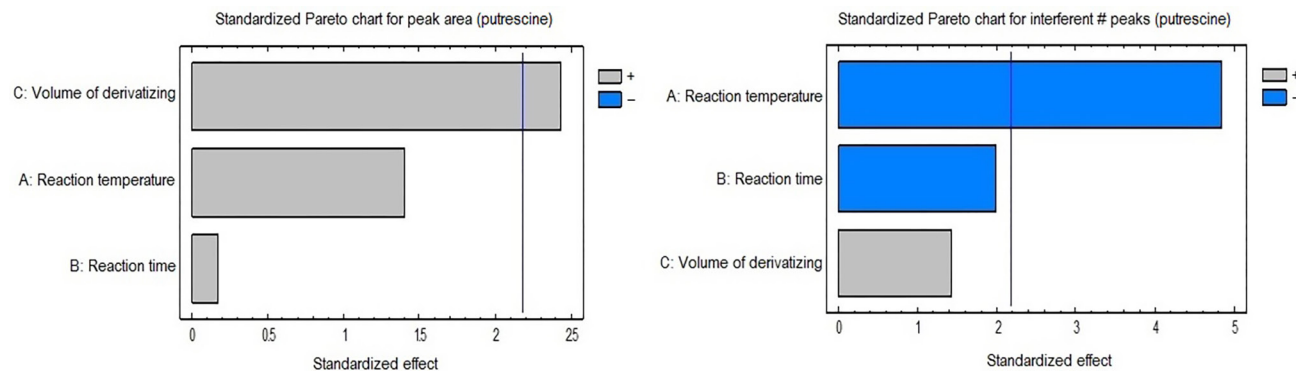 Standardized Pareto chart for peak area (putrescine)
C: Volume of derivatizing
A: Reaction temperature
B: Reaction time
+
–
0 0.5 1 1.5 2 2.5
Standardized effect
Standardized Pareto chart for interferent # peaks (putrescine)
A: Reaction temperature
B: Reaction time
C: Volume of derivatizing
+
–
0 1 2 3 4 5
Standardized effect